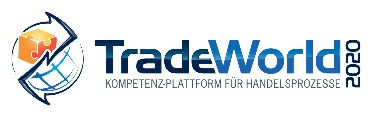 TradeWorld 2020
KOMPETENZ-PLATTFORM FÜR HANDELSPROZESSE